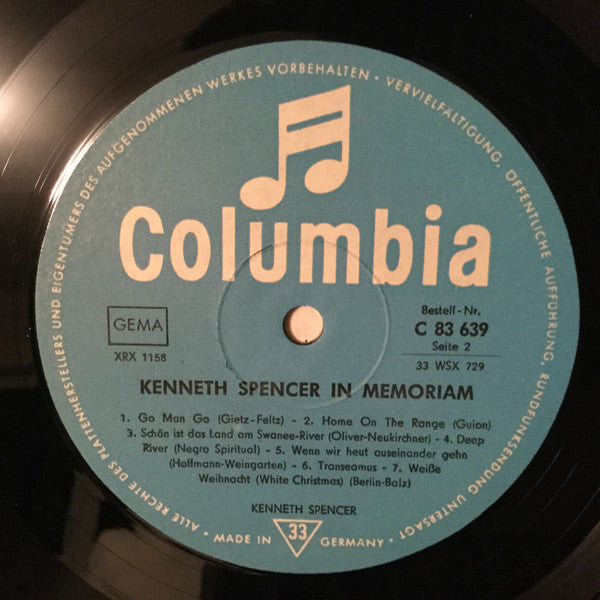 ALLE RECHTE DES PLATTENHERSTELLERS UND EIGENTÜMERS DES AUFGENOMMENEN WERKES VORBEHALTEN · VERVIELFÄLTIGUNG, ÖFFENTLICHE AUFFÜHRUNG, RUNDFUNKSENDUNG UNTERSAGT ·
Columbia
GEMA
XRX 1158
Bestell-Nr.
C 83 639
Seite 2
33 WSX 729
KENNETH SPENCER IN MEMORIAM
1. Go Man Go (Gietz-Feltz) - 2. Home On The Range (Guion)
3. Schön ist das Land am Swanee-River (Oliver-Neukirchner) - 4. Deep
River (Negro Spiritual) - 5. Wenn wir heut auseinander gehn
(Hoffmann-Weingarten) - 6. Transeamus - 7. Weiße
Weihnacht (White Christmas) (Berlin-Balz)
KENNETH SPENCER
· MADE IN 33 GERMANY ·